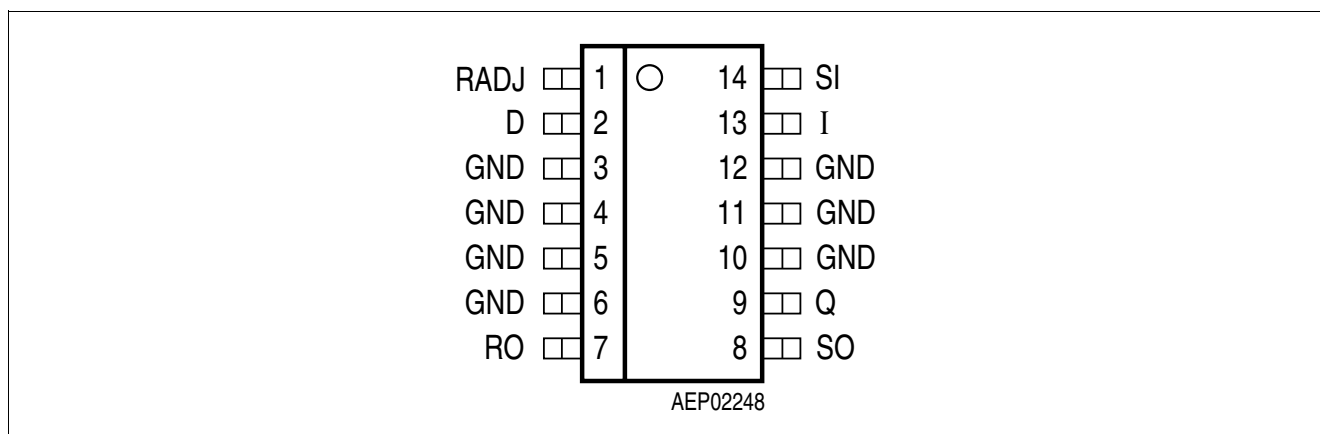 RADJ 1 14 SI
D 2 13 I
GND 3 12 GND
GND 4 11 GND
GND 5 10 GND
GND 6 9 Q
RO 7 8 SO
AEP02248